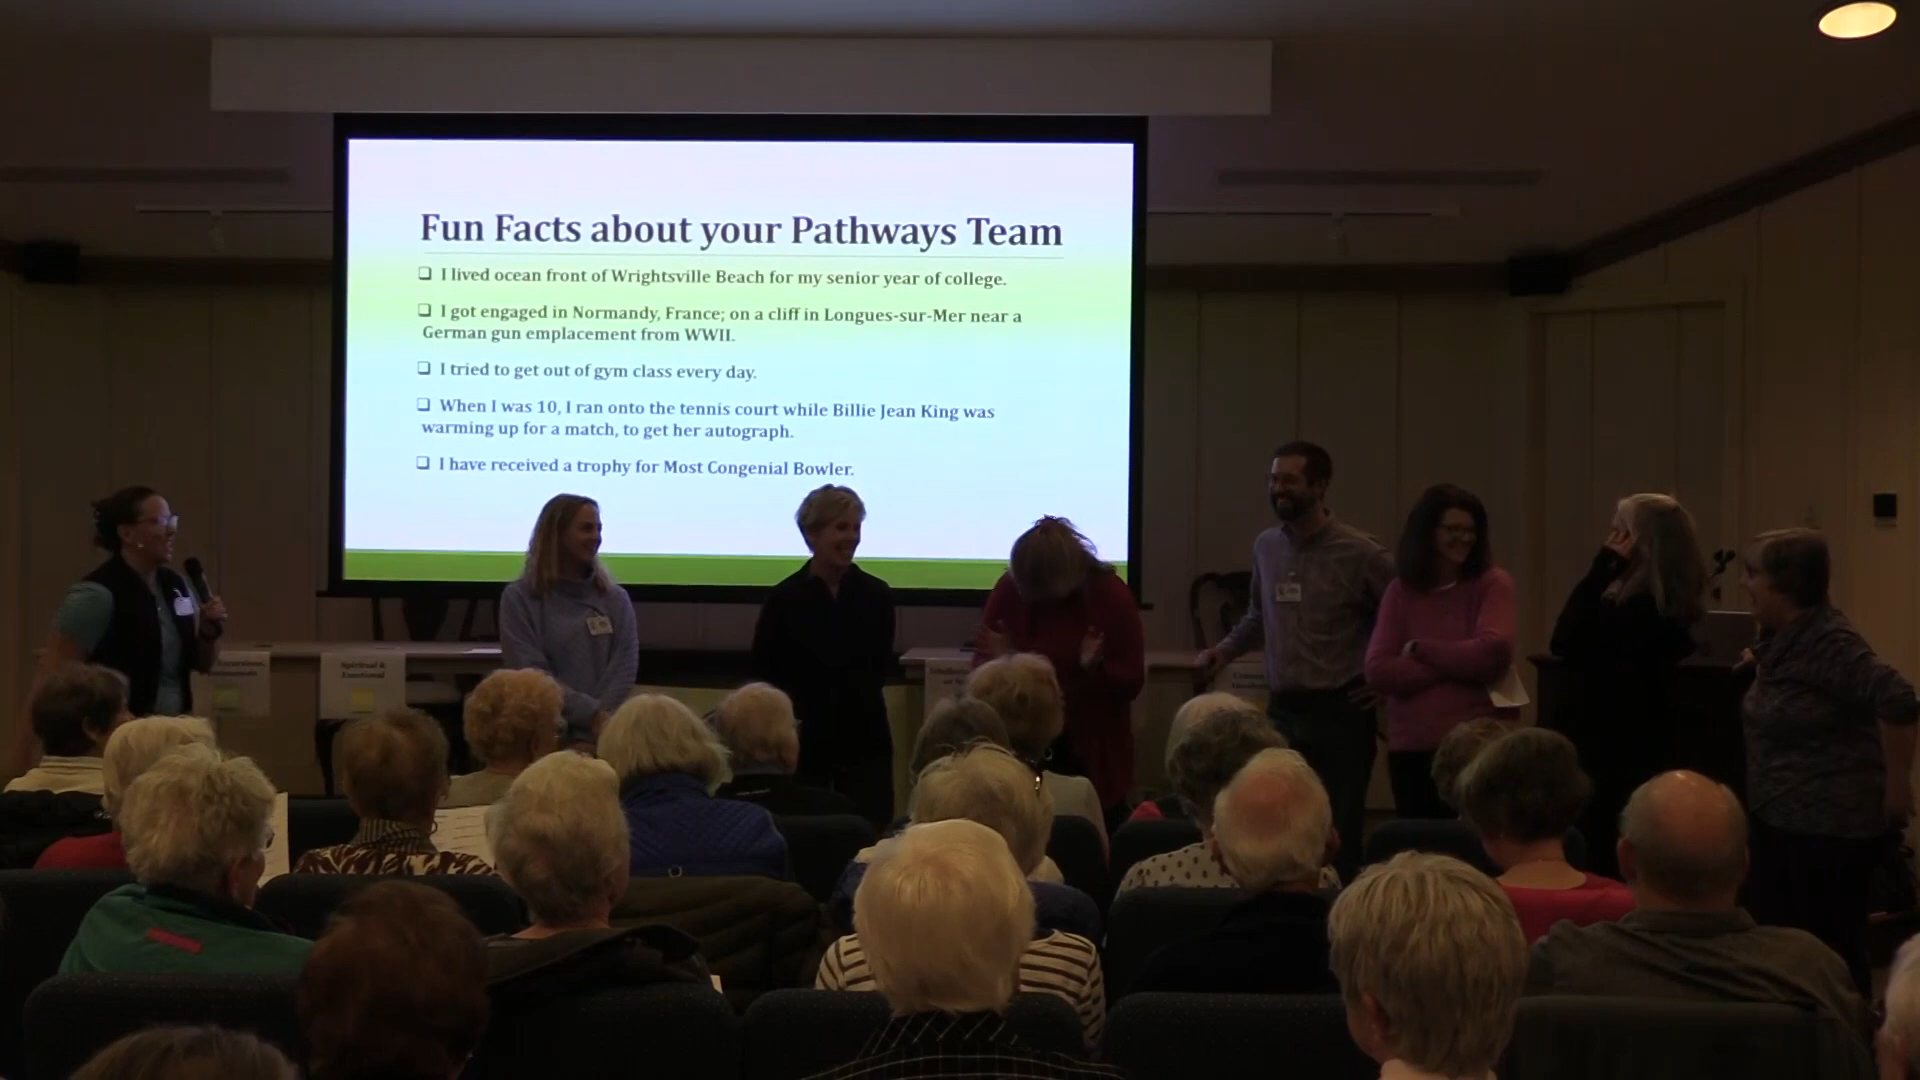 Fun Facts about your Pathways Team
❑ I lived ocean front of Wrightsville Beach for my senior year of college.
❑ I got engaged in Normandy, France; on a cliff in Longues-sur-Mer near a
German gun emplacement from WWII.
❑ I tried to get out of gym class every day.
❑ When I was 10, I ran onto the tennis court while Billie Jean King was
warming up for a match, to get her autograph.
❑ I have received a trophy for Most Congenial Bowler.
Spiritual &
Emotional